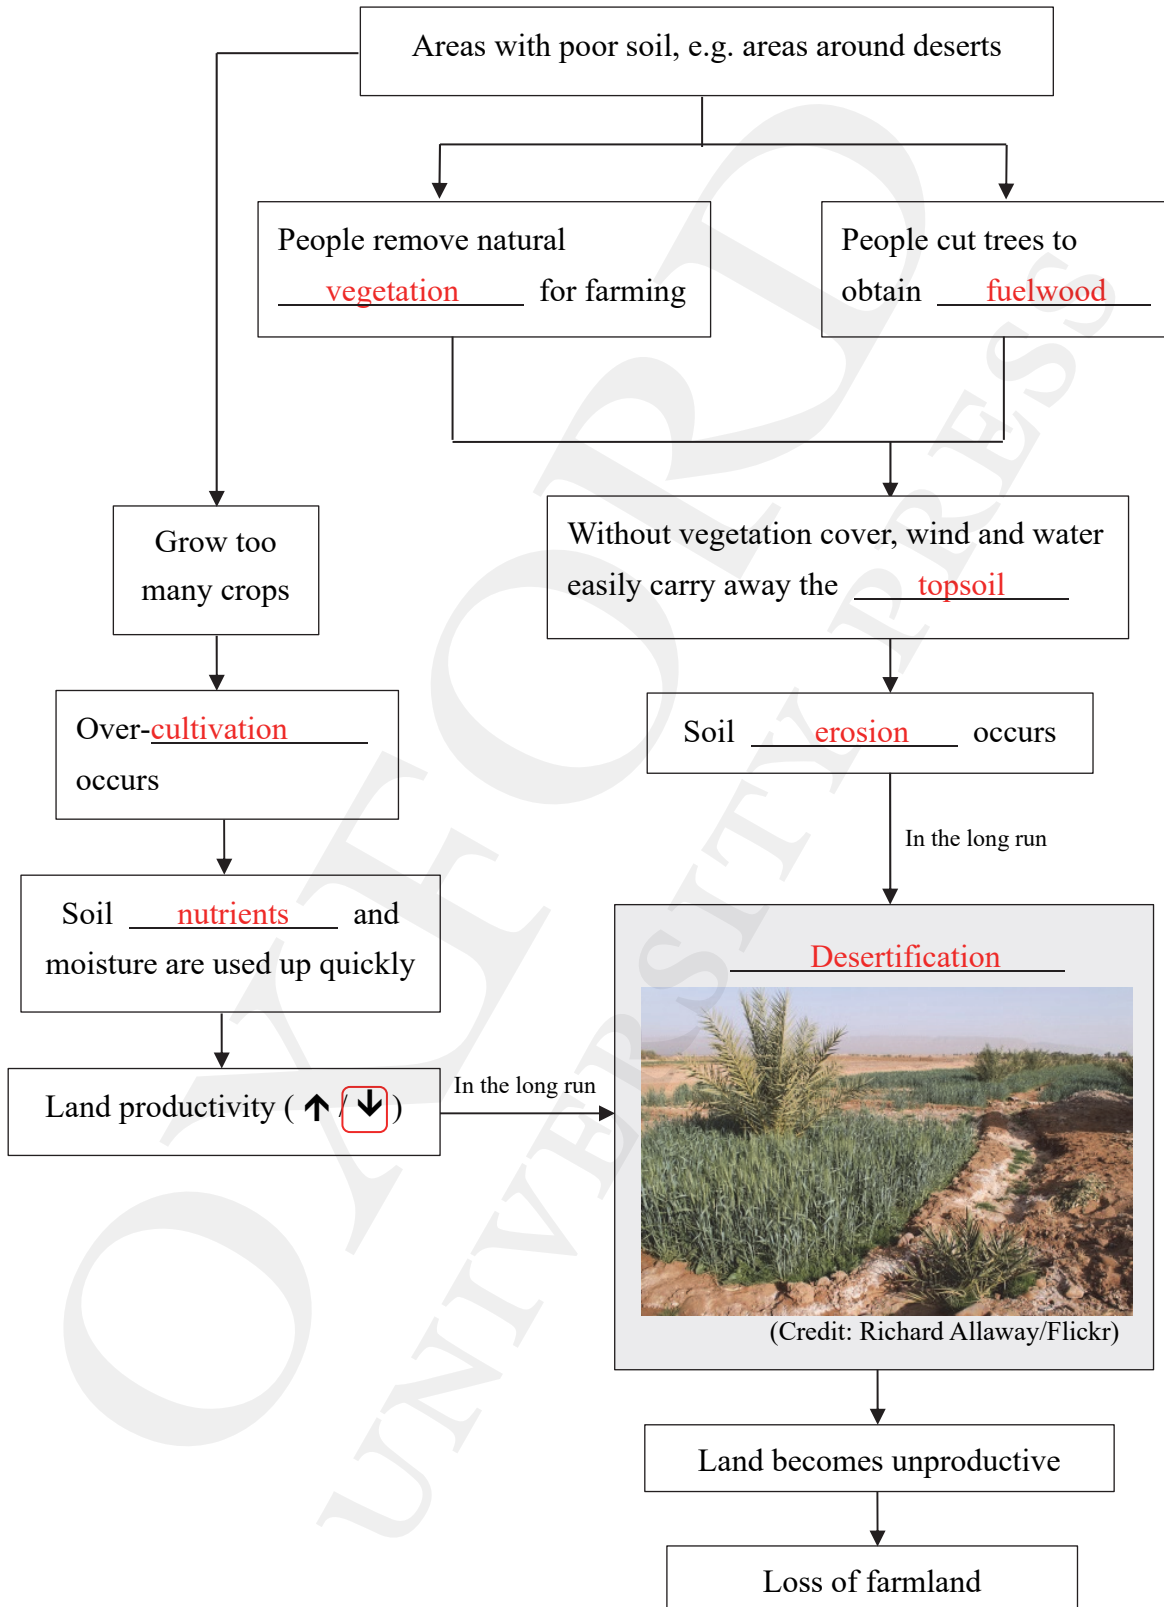 Areas with poor soil, e.g. areas around deserts
People remove natural
vegetation for farming
People cut trees to
obtain fuelwood
Grow too
many crops
Without vegetation cover, wind and water
easily carry away the topsoil
Over-cultivation
occurs
Soil erosion occurs
In the long run
Soil nutrients and
moisture are used up quickly
Desertification
Land productivity ( ↑ / ↓ )
In the long run
(Credit: Richard Allaway/Flickr)
Land becomes unproductive
Loss of farmland
OXFORD
UNIVERSITY PRESS